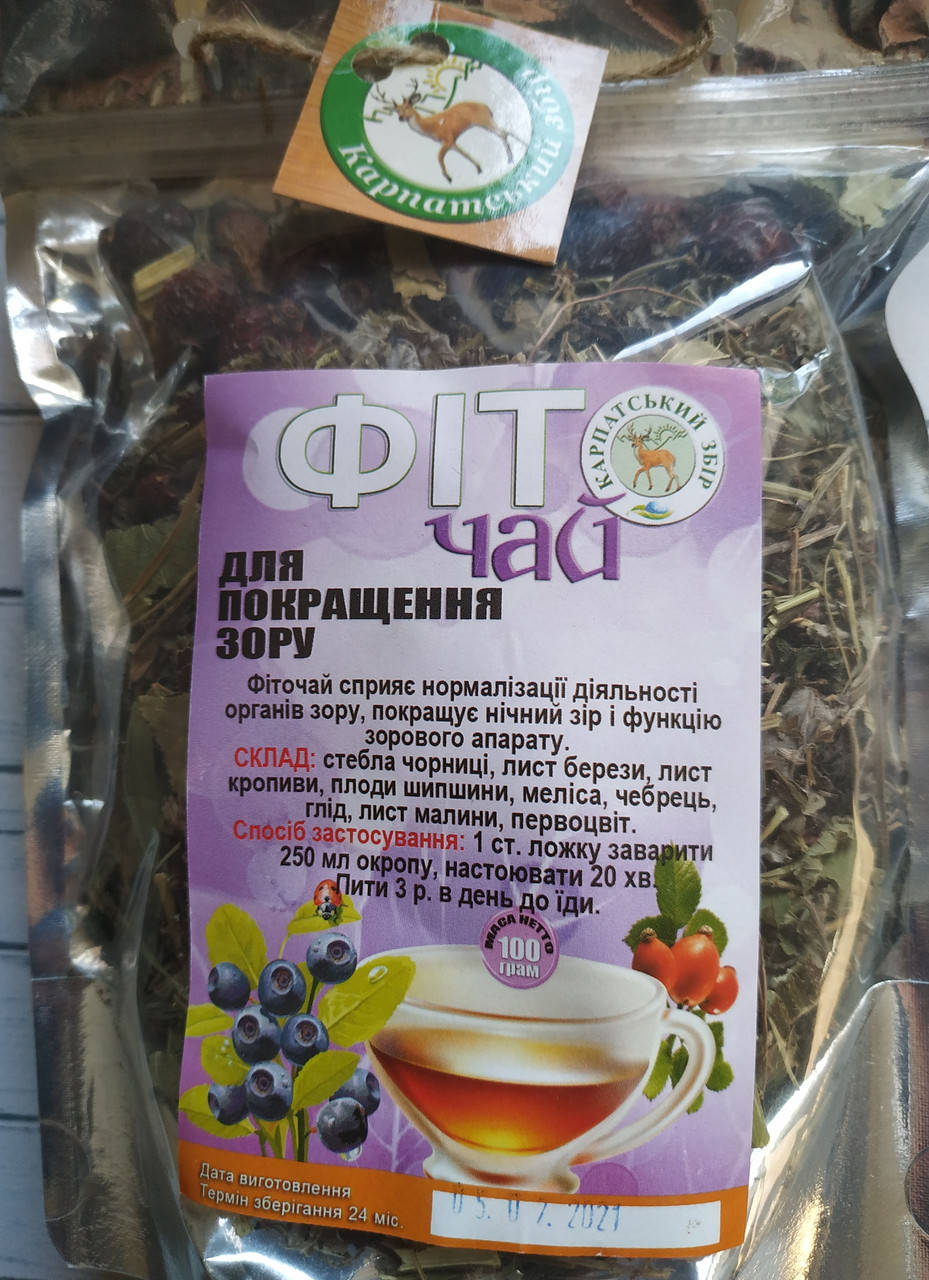 Карпатський збір
ФІТ
чай
КАРПАТСЬКИЙ ЗБІР
ДЛЯ
ПОКРАЩЕННЯ
ЗОРУ
Фіточай сприяє нормалізації діяльності
органів зору, покращує нічний зір і функцію
зорового апарату.
СКЛАД: стебла чорниці, лист берези, лист
кропиви, плоди шипшини, меліса, чебрець,
глід, лист малини, первоцвіт.
Спосіб застосування: 1 ст. ложку заварити
250 мл окропу, настоювати 20 хв.
Пити 3 р. в день до їди.
МАСА НЕТТО
100
грам
Дата виготовлення
Термін зберігання 24 міс.
05.07.2021